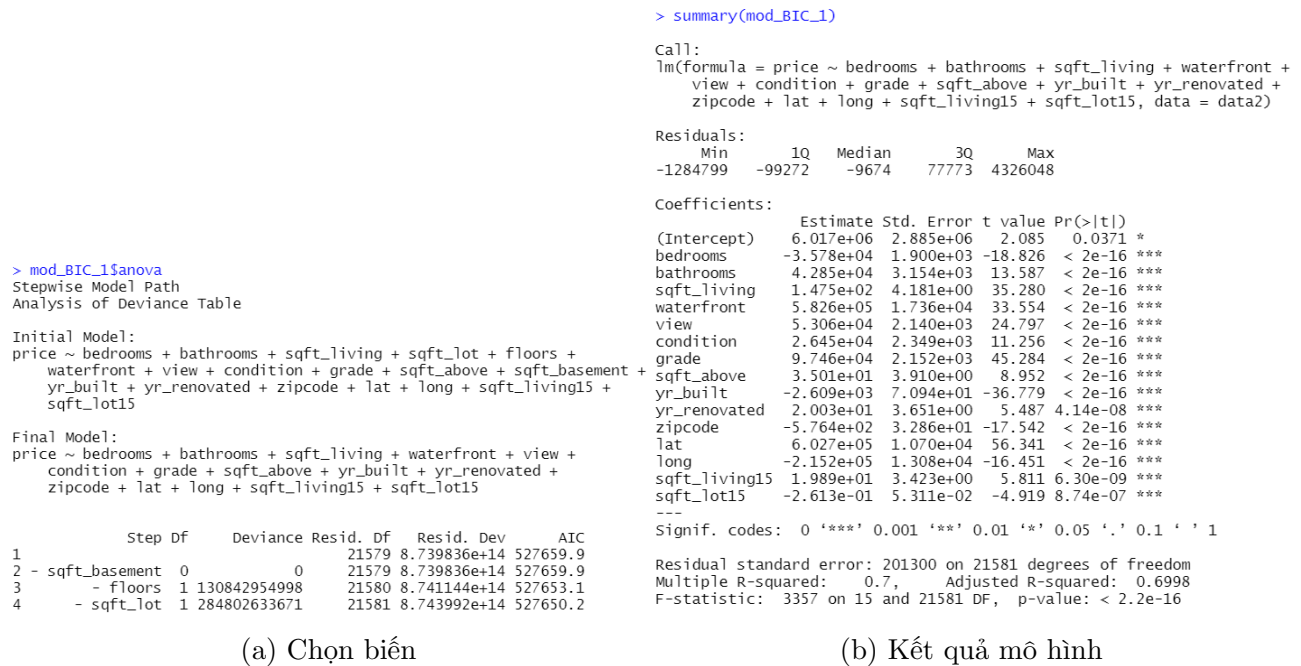 > mod_BIC_1$anova
Stepwise Model Path
Analysis of Deviance Table

Initial Model:
price ~ bedrooms + bathrooms + sqft_living + sqft_lot + floors +
    waterfront + view + condition + grade + sqft_above + sqft_basement +
    yr_built + yr_renovated + zipcode + lat + long + sqft_living15 +
    sqft_lot15

Final Model:
price ~ bedrooms + bathrooms + sqft_living + waterfront + view +
    condition + grade + sqft_above + yr_built + yr_renovated +
    zipcode + lat + long + sqft_living15 + sqft_lot15

             Step Df     Deviance Resid. Df   Resid. Dev      AIC
1                                     21579 8.739836e+14 527659.9
2 - sqft_basement  0            0     21579 8.739836e+14 527659.9
3        - floors  1 130842954998     21580 8.741144e+14 527653.1
4      - sqft_lot  1 284802633671     21581 8.743992e+14 527650.2
(a) Chọn biến
> summary(mod_BIC_1)

Call:
lm(formula = price ~ bedrooms + bathrooms + sqft_living + waterfront +
    view + condition + grade + sqft_above + yr_built + yr_renovated +
    zipcode + lat + long + sqft_living15 + sqft_lot15, data = data2)

Residuals:
     Min       1Q   Median       3Q      Max
-1284799   -99272    -9674    77773  4326048

Coefficients:
                Estimate Std. Error t value Pr(>|t|)
(Intercept)    6.017e+06  2.885e+06   2.085   0.0371 *
bedrooms      -3.578e+04  1.900e+03 -18.826  < 2e-16 ***
bathrooms      4.285e+04  3.154e+03  13.587  < 2e-16 ***
sqft_living    1.475e+02  4.181e+00  35.280  < 2e-16 ***
waterfront     5.826e+05  1.736e+04  33.554  < 2e-16 ***
view           5.306e+04  2.140e+03  24.797  < 2e-16 ***
condition      2.645e+04  2.349e+03  11.256  < 2e-16 ***
grade          9.746e+04  2.152e+03  45.284  < 2e-16 ***
sqft_above     3.501e+01  3.910e+00   8.952  < 2e-16 ***
yr_built      -2.609e+03  7.094e+01 -36.779  < 2e-16 ***
yr_renovated   2.003e+01  3.651e+00   5.487 4.14e-08 ***
zipcode       -5.764e+02  3.286e+01 -17.542  < 2e-16 ***
lat            6.027e+05  1.070e+04  56.341  < 2e-16 ***
long          -2.152e+05  1.308e+04 -16.451  < 2e-16 ***
sqft_living15  1.989e+01  3.423e+00   5.811 6.30e-09 ***
sqft_lot15    -2.613e-01  5.311e-02  -4.919 8.74e-07 ***
---
Signif. codes:  0 ‘***’ 0.001 ‘**’ 0.01 ‘*’ 0.05 ‘.’ 0.1 ‘ ’ 1

Residual standard error: 201300 on 21581 degrees of freedom
Multiple R-squared:    0.7,	Adjusted R-squared:  0.6998
F-statistic:  3357 on 15 and 21581 DF,  p-value: < 2.2e-16
(b) Kết quả mô hình